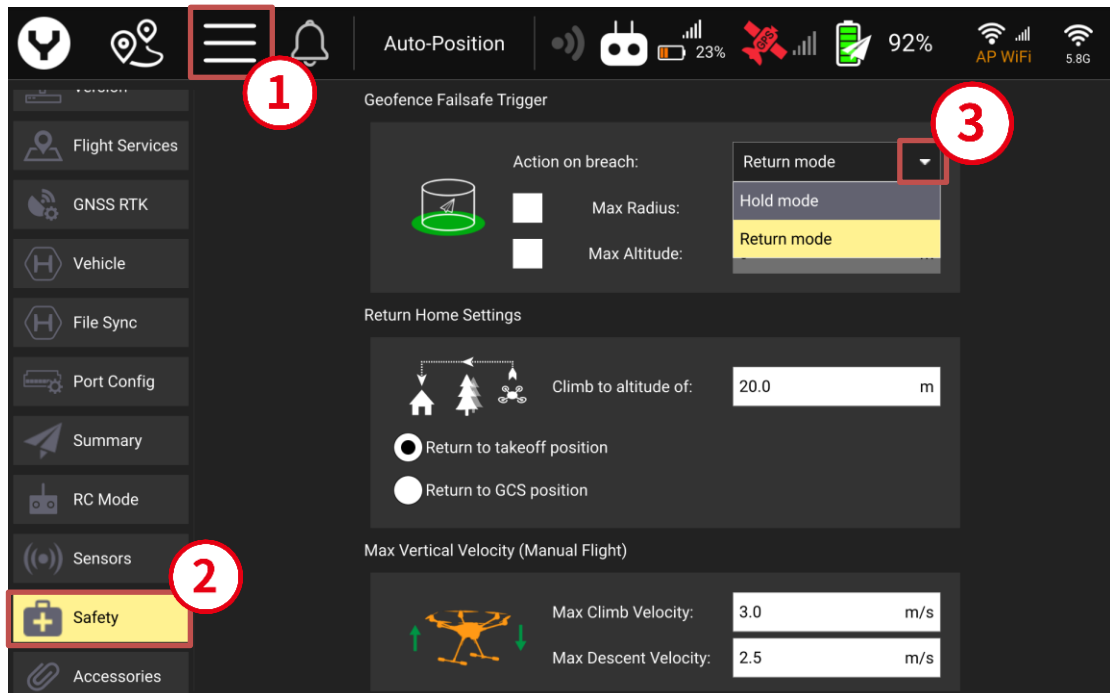 Auto-Position
23%
GPS
92%
AP WiFi
5.8G
1
Version
Flight Services
GNSS RTK
Vehicle
File Sync
Port Config
Summary
RC Mode
Sensors
2
Safety
Accessories
Geofence Failsafe Trigger
3
Action on breach:
Return mode
Hold mode
Return mode
Max Radius:
Max Altitude:
Return Home Settings
Climb to altitude of:
20.0 m
Return to takeoff position
Return to GCS position
Max Vertical Velocity (Manual Flight)
Max Climb Velocity:
3.0 m/s
Max Descent Velocity:
2.5 m/s